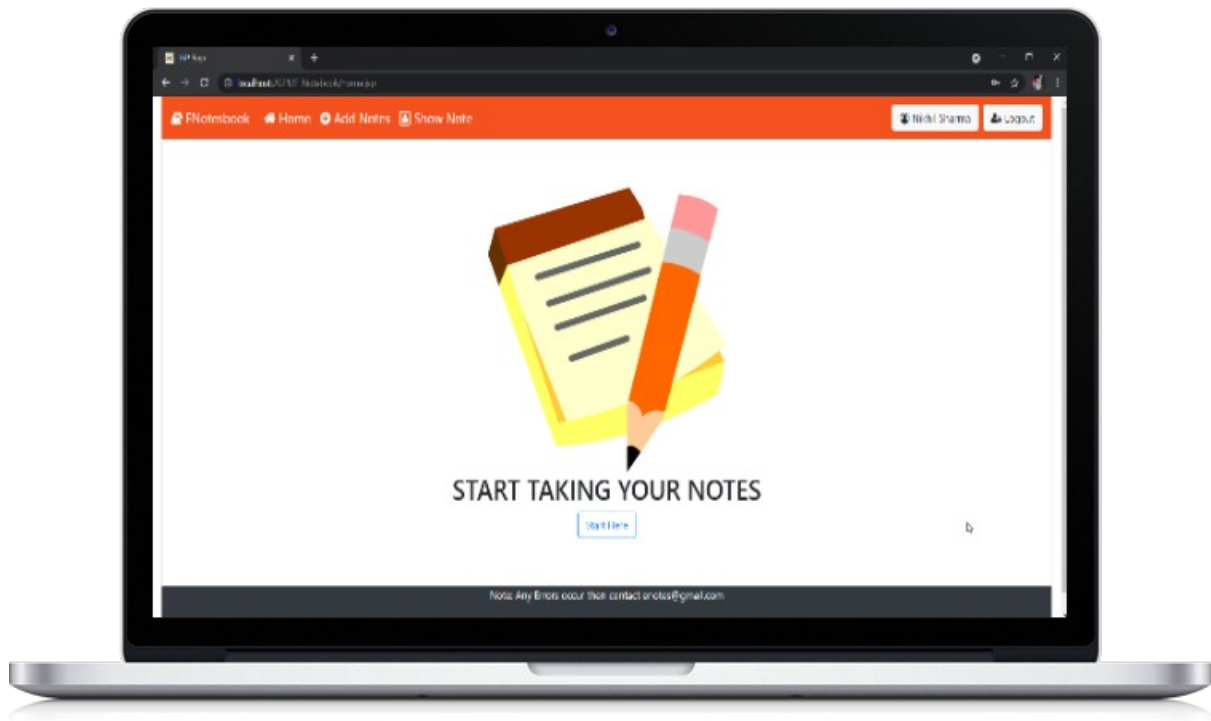 ENotesbook Home Add Notes Show Note
Nikhil Sharma Logout
START TAKING YOUR NOTES
Start Here
Note: Any Errors occur then contact enotes@gmail.com